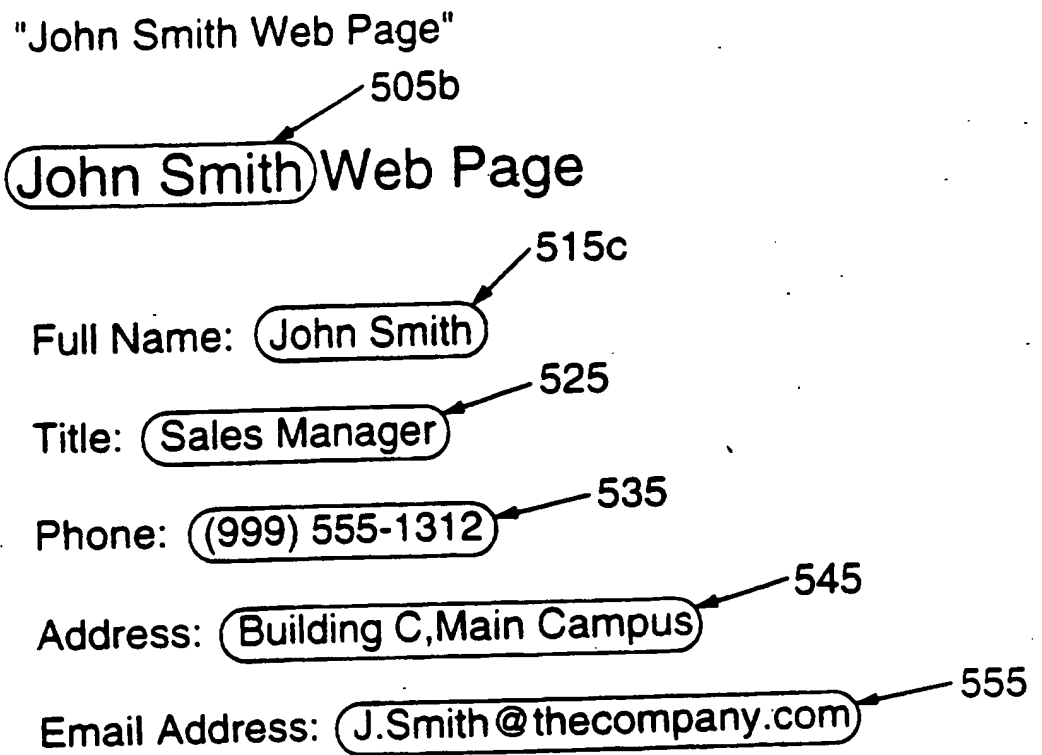 "John Smith Web Page"
505b
John Smith Web Page
515c
Full Name: John Smith
525
Title: Sales Manager
535
Phone: (999) 555-1312
545
Address: Building C,Main Campus
555
Email Address: J.Smith@thecompany.com